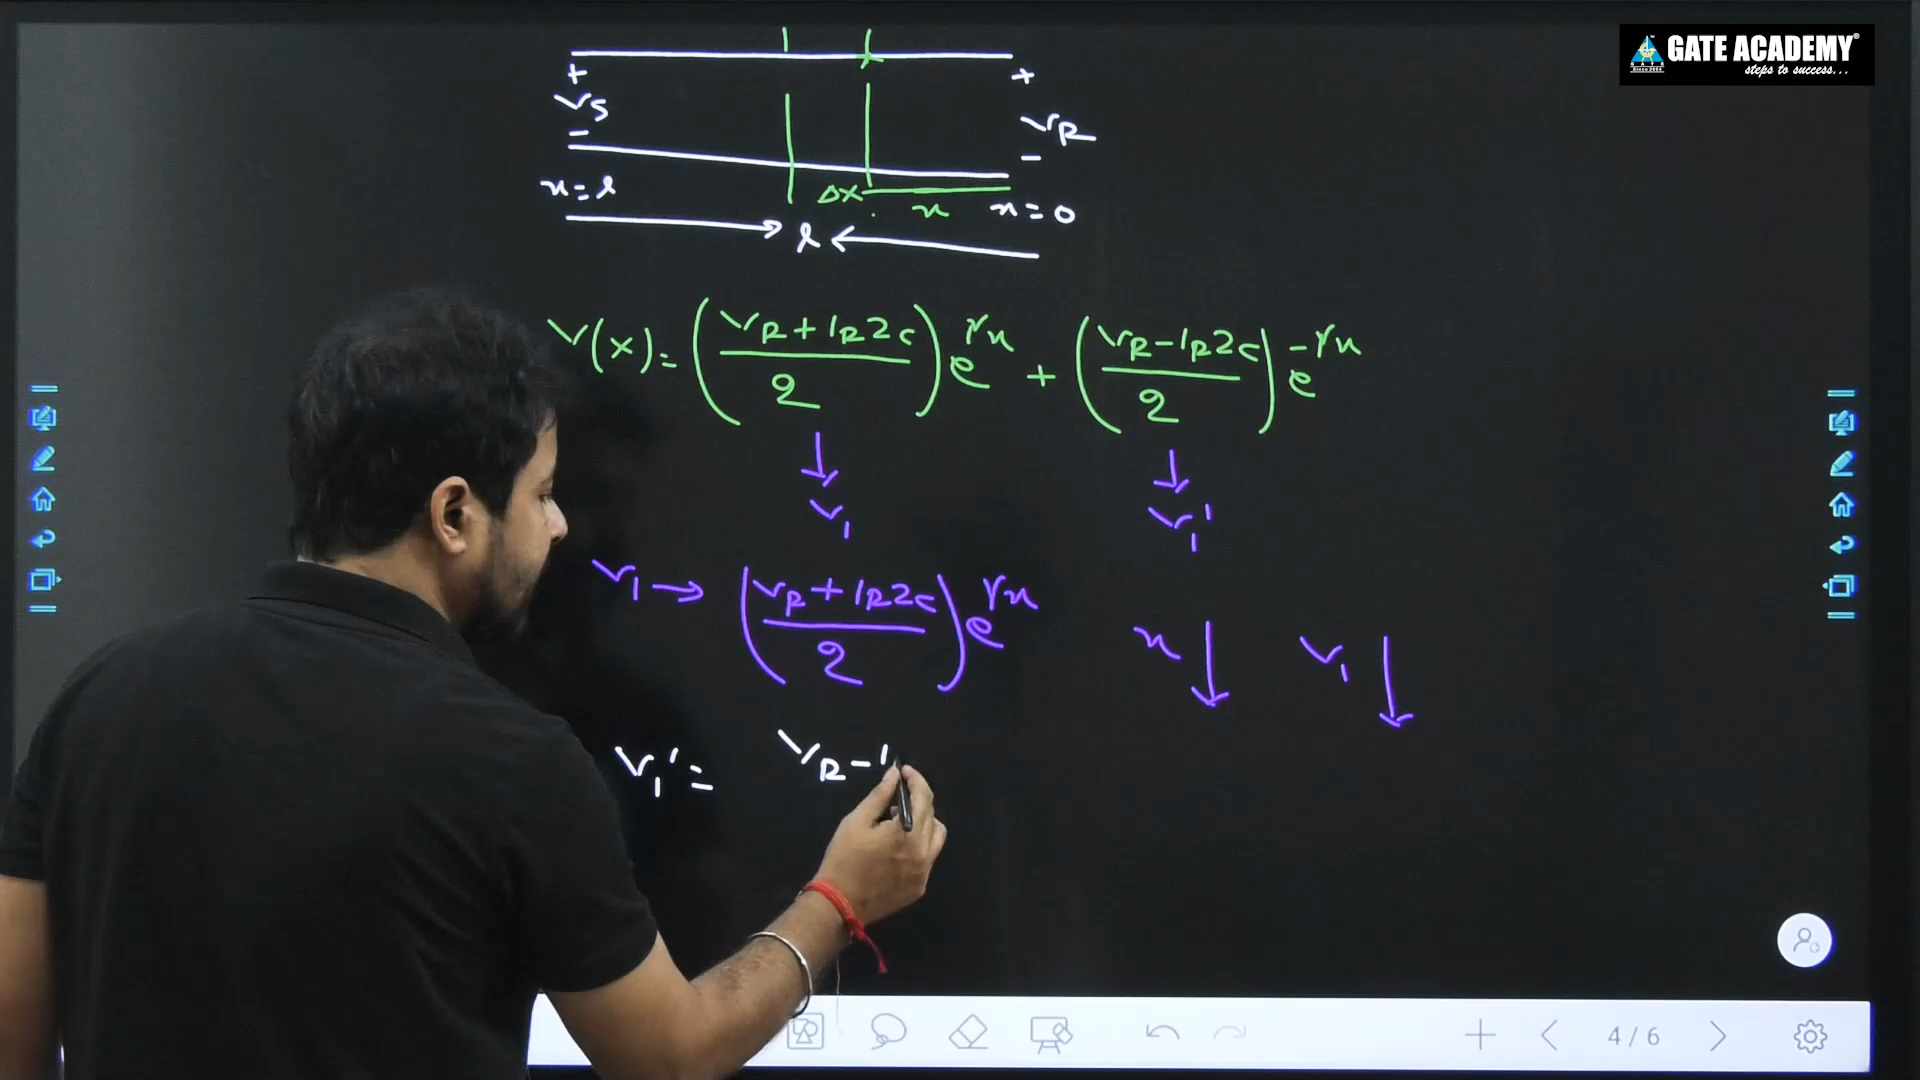 GATE ACADEMY®
steps to success...
+ +
VS VR
- -
x=l Δx x x=0
l
V(x)= (VR+IRZc/2) e^γx + (VR-IRZc/2) e^-γx
V1 V1'
V1 → (VR+IRZc/2) e^γx x↓ V1↓
V1'= VR-I
4/6